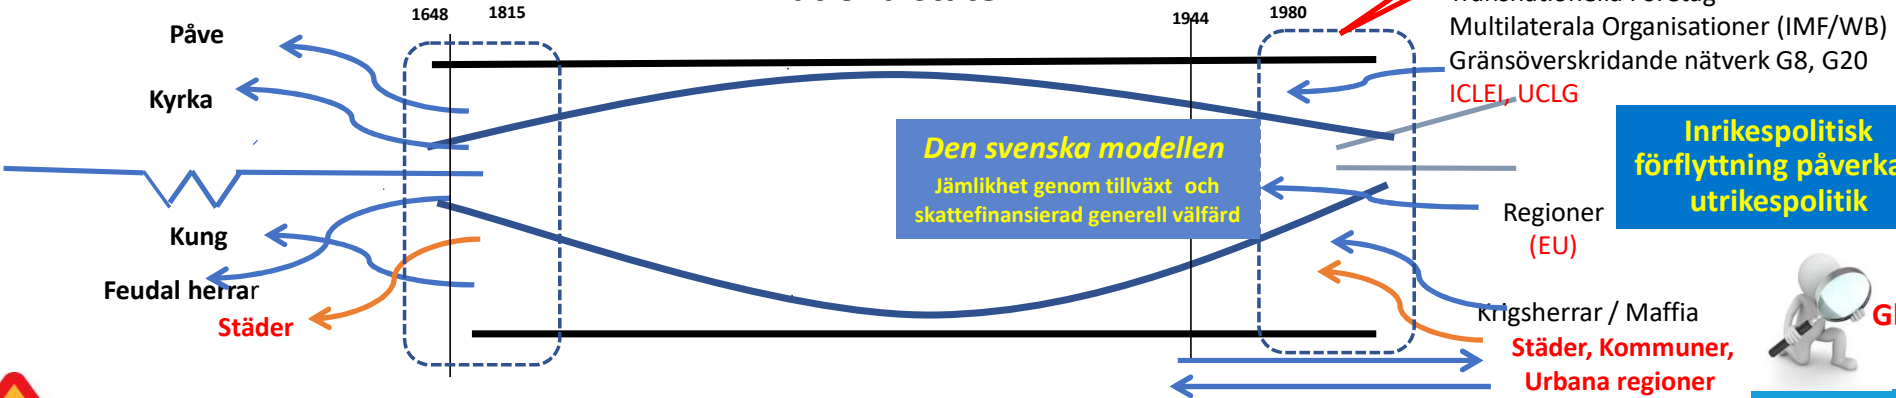 1648
1815
1944
1980
Påve
Kyrka
Kung
Feudal herrar
Städer
Den svenska modellen
Jämlikhet genom tillväxt och
skattefinansierad generell välfärd
Multilaterala Organisationer (IMF/WB)
Gränsöverskridande nätverk G8, G20
ICLEI, UCLG
Inrikespolitisk
förflyttning
utrikespolitik
Regioner
(EU)
Krigsherrar / Maffia
Städer, Kommuner,
Urbana regioner